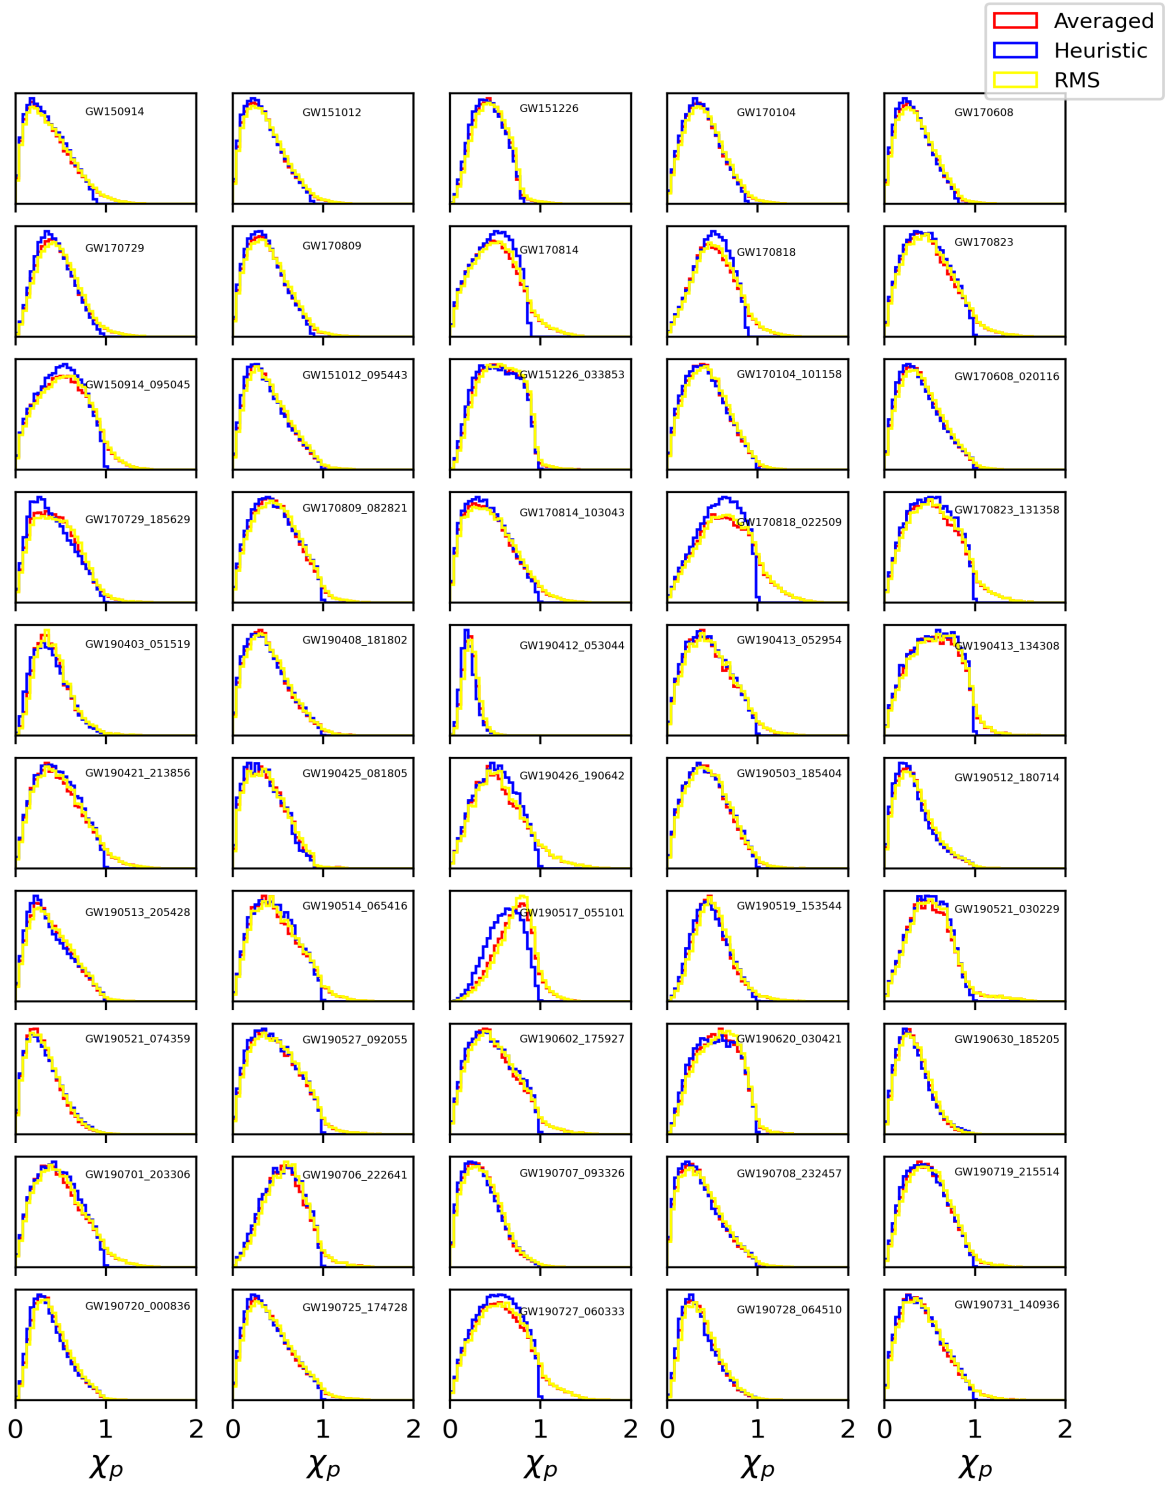 Averaged
Heuristic
RMS
GW150914
GW151012
GW151226
GW170104
GW170608
GW170729
GW170809
GW170814
GW170818
GW170823
GW150914_095045
GW151012_095443
GW151226_033853
GW170104_101158
GW170608_020116
GW170729_185629
GW170809_082821
GW170814_103043
GW170818_022509
GW170823_131358
GW190403_051519
GW190408_181802
GW190412_053044
GW190413_052954
GW190413_134308
GW190421_213856
GW190425_081805
GW190426_190642
GW190503_185404
GW190512_180714
GW190513_205428
GW190514_065416
GW190517_055101
GW190519_153544
GW190521_030229
GW190521_074359
GW190527_092055
GW190602_175927
GW190620_030421
GW190630_185205
GW190701_203306
GW190706_222641
GW190707_093326
GW190708_232457
GW190719_215514
GW190720_000836
GW190725_174728
GW190727_060333
GW190728_064510
GW190731_140936
0 1 2 0 1 2 0 1 2 0 1 2 0 1 2
χp χp χp χp χp